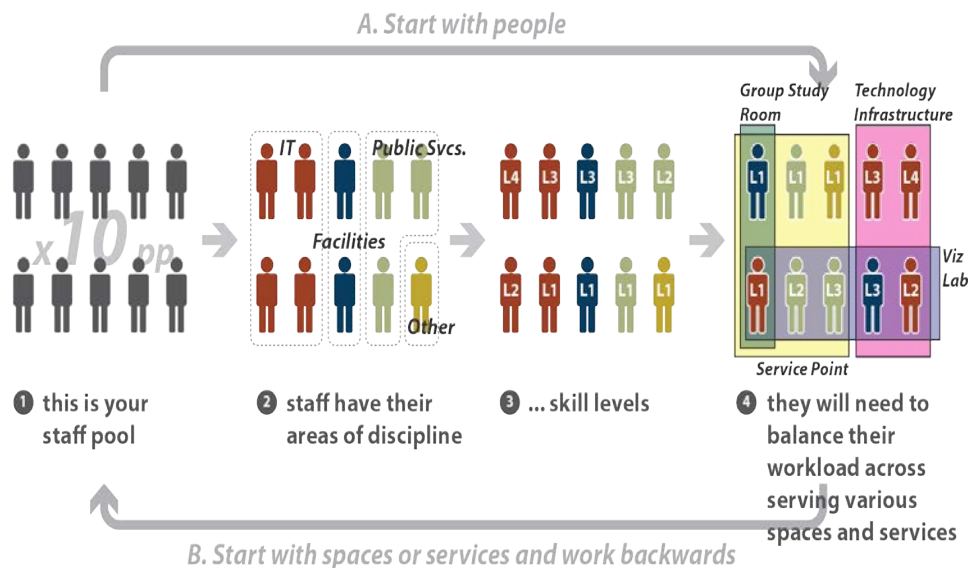 A. Start with people
Group Study
Room
Technology
Infrastructure
IT
Public Svcs.
x10 pp
Facilities
Other
L4 L3 L3 L3 L2
L2 L1 L1 L1 L1
L1 L1 L1 L3 L4
L1 L2 L3 L3 L2
Viz
Lab
Service Point
1 this is your
staff pool
2 staff have their
areas of discipline
3 ... skill levels
4 they will need to
balance their
workload across
serving various
spaces and services
B. Start with spaces or services and work backwards